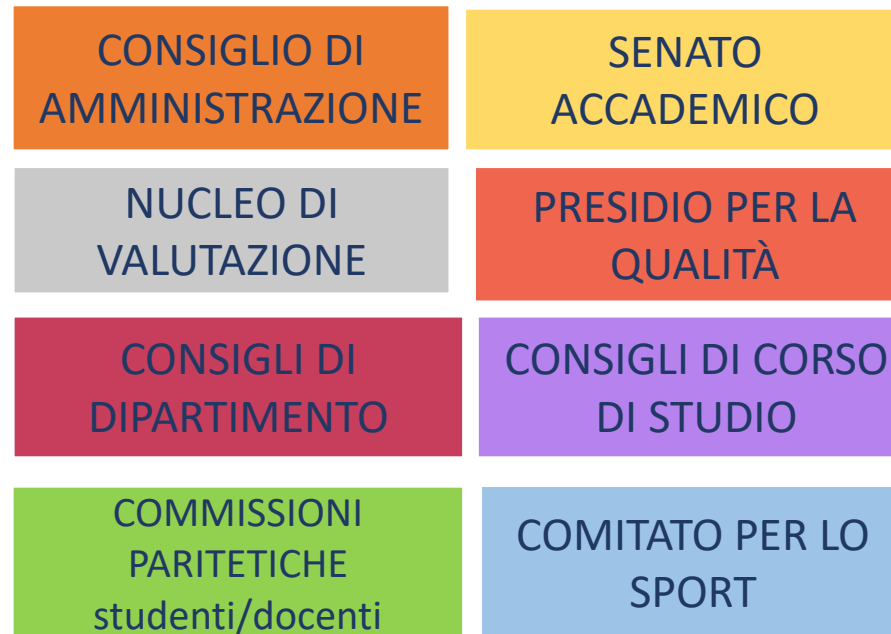 CONSIGLIO DI
AMMINISTRAZIONE
SENATO
ACCADEMICO
NUCLEO DI
VALUTAZIONE
PRESIDIO PER LA
QUALITÀ
CONSIGLI DI
DIPARTIMENTO
CONSIGLI DI CORSO
DI STUDIO
COMMISSIONI
PARITETICHE
studenti/docenti
COMITATO PER LO
SPORT